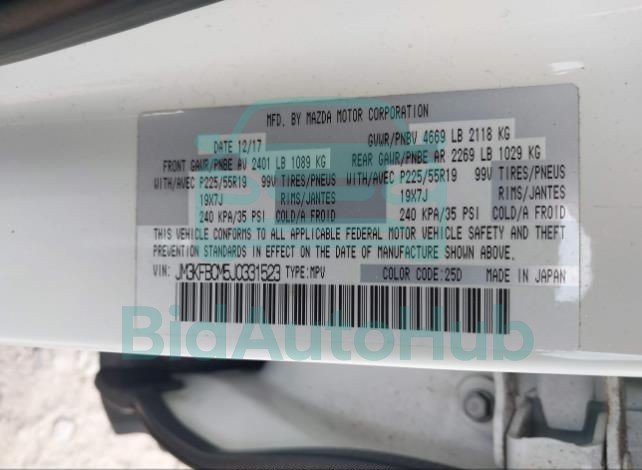 MFD. BY MAZDA MOTOR CORPORATION
DATE 12/17 GVWR/PNBV 4669 LB 2118 KG
FRONT GAWR/PNBE AV 2401 LB 1089 KG REAR GAWR/PNBE AR 2269 LB 1029 KG
WITH/AVEC P225/55R19 99V TIRES/PNEUS WITH/AVEC P225/55R19 99V TIRES/PNEUS
19X7J RIMS/JANTES 19X7J RIMS/JANTES
240 KPA/35 PSI COLD/A FROID 240 KPA/35 PSI COLD/A FROID
THIS VEHICLE CONFORMS TO ALL APPLICABLE FEDERAL MOTOR VEHICLE SAFETY AND THEFT
PREVENTION STANDARDS IN EFFECT ON THE DATE OF MANUFACTURE SHOWN ABOVE.
VIN: JM3KFBCM5J0331523 TYPE:MPV COLOR CODE:25D MADE IN JAPAN
BidAutoHub